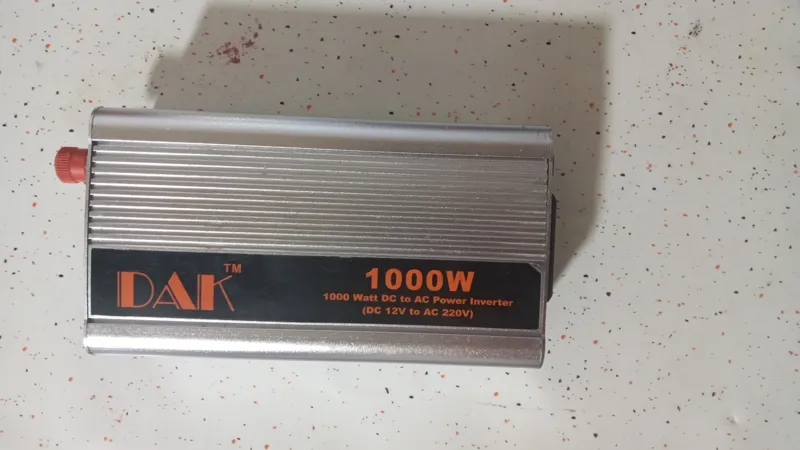 DAK™
1000W
1000 Watt DC to AC Power Inverter
(DC 12V to AC 220V)